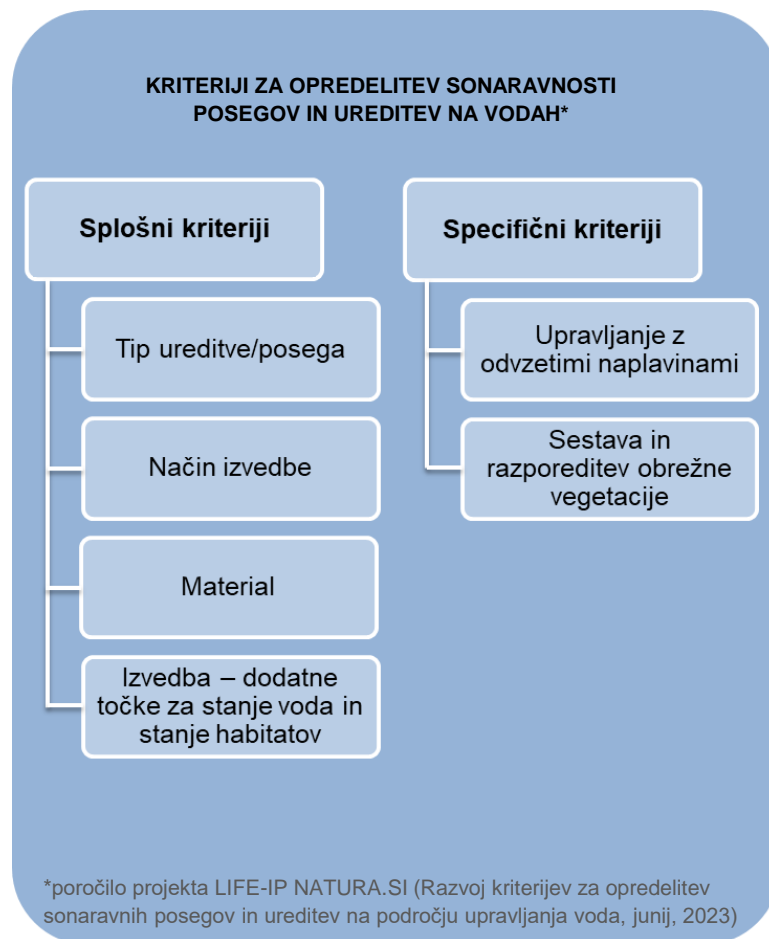 KRITERIJI ZA OPREDELITEV SONARAVNOSTI
POSEGOV IN UREDITEV NA VODAH*
Splošni kriteriji
Tip ureditve/posega
Način izvedbe
Material
Izvedba – dodatne
točke za stanje voda in
stanje habitatov
Specifični kriteriji
Upravljanje z
odvzetimi naplavinami
Sestava in
razporeditev obrežne
vegetacije
*poročilo projekta LIFE-IP NATURA.SI (Razvoj kriterijev za opredelitev
sonaravnih posegov in ureditev na področju upravljanja voda, junij, 2023)